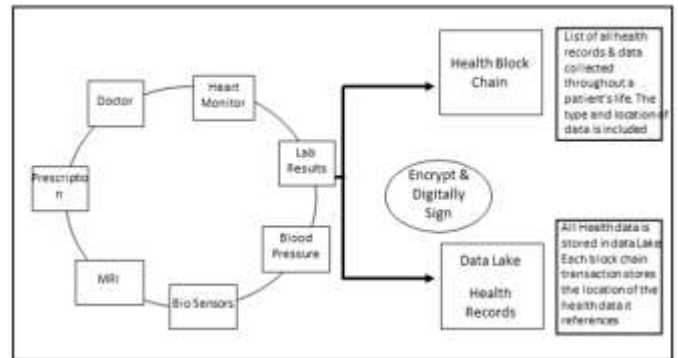 Doctor
Heart
Monitor
Lab
Results
Blood
Pressure
Bio Sensors
MRI
Prescriptio
n
Health Block
Chain
Encrypt &
Digitally
Sign
Data Lake
Health
Records
List of all health
records & data
collected
throughout a
patient's life. The
type and location of
data is included
All Health data is
stored in data Lake
Each block chain
transaction stores
the location of the
health data it
references